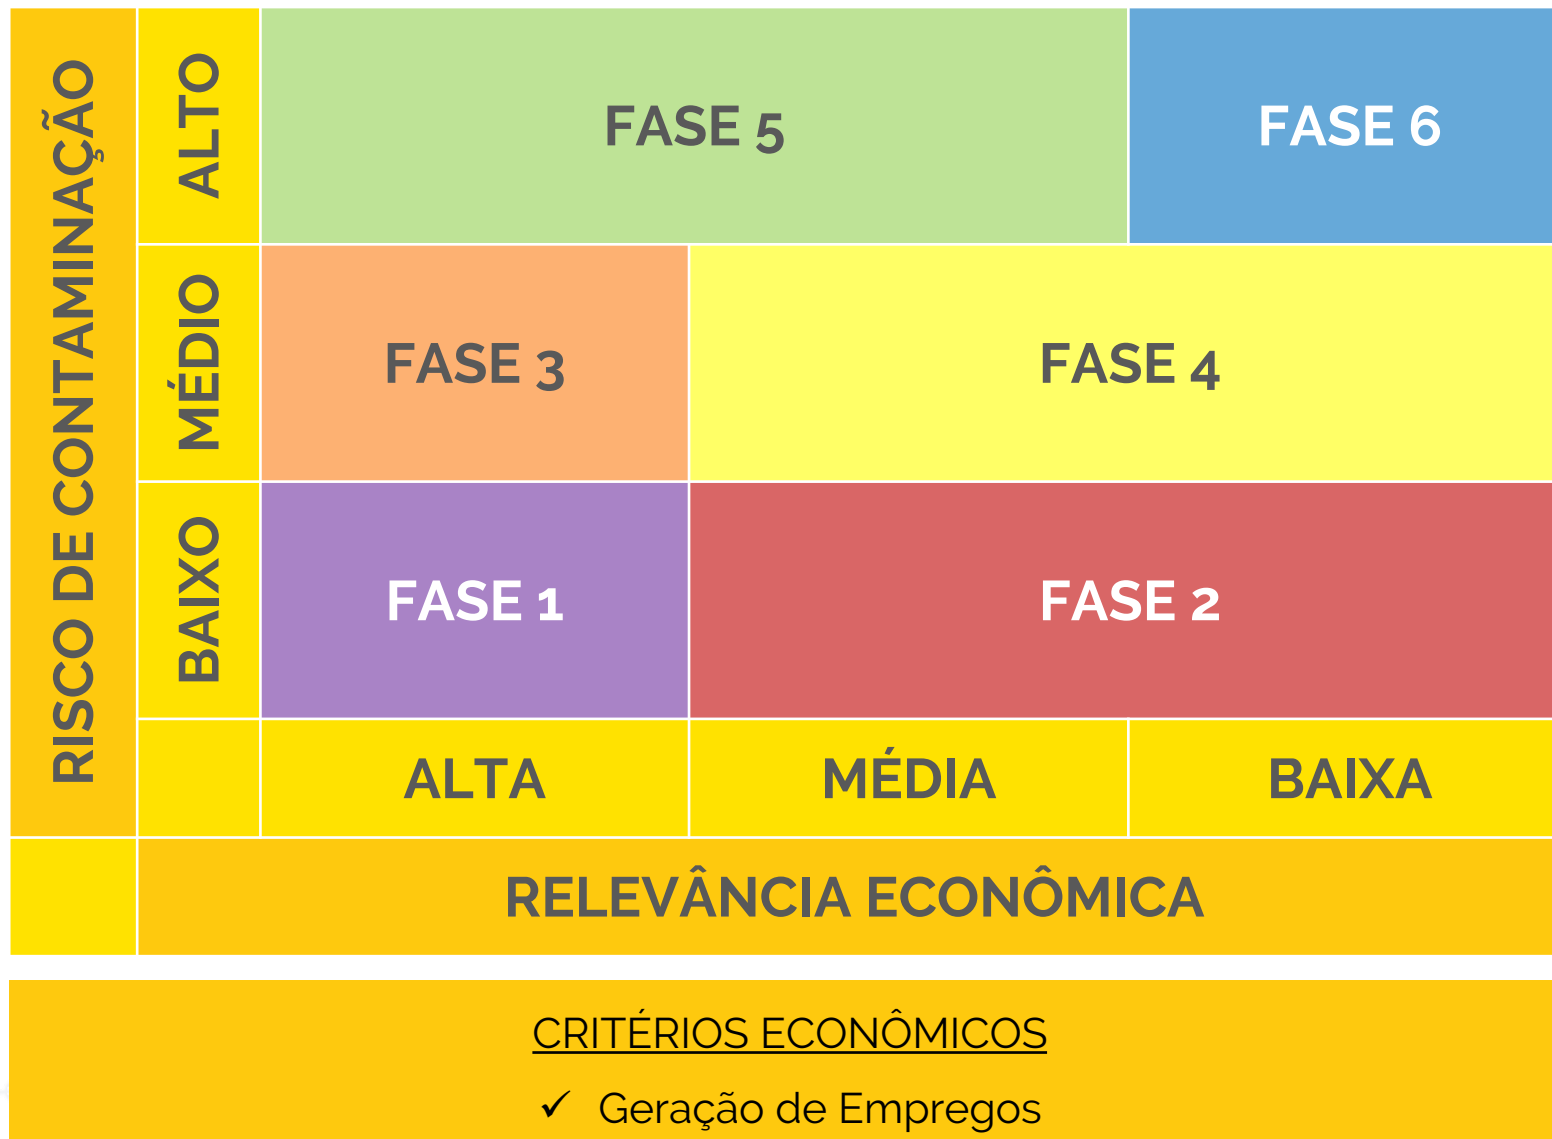 RISCO DE CONTAMINAÇÃO
ALTO
FASE 5
FASE 6
MÉDIO
FASE 3
FASE 4
BAIXO
FASE 1
FASE 2
ALTA
MÉDIA
BAIXA
RELEVÂNCIA ECONÔMICA
CRITÉRIOS ECONÔMICOS
✓ Geração de Empregos